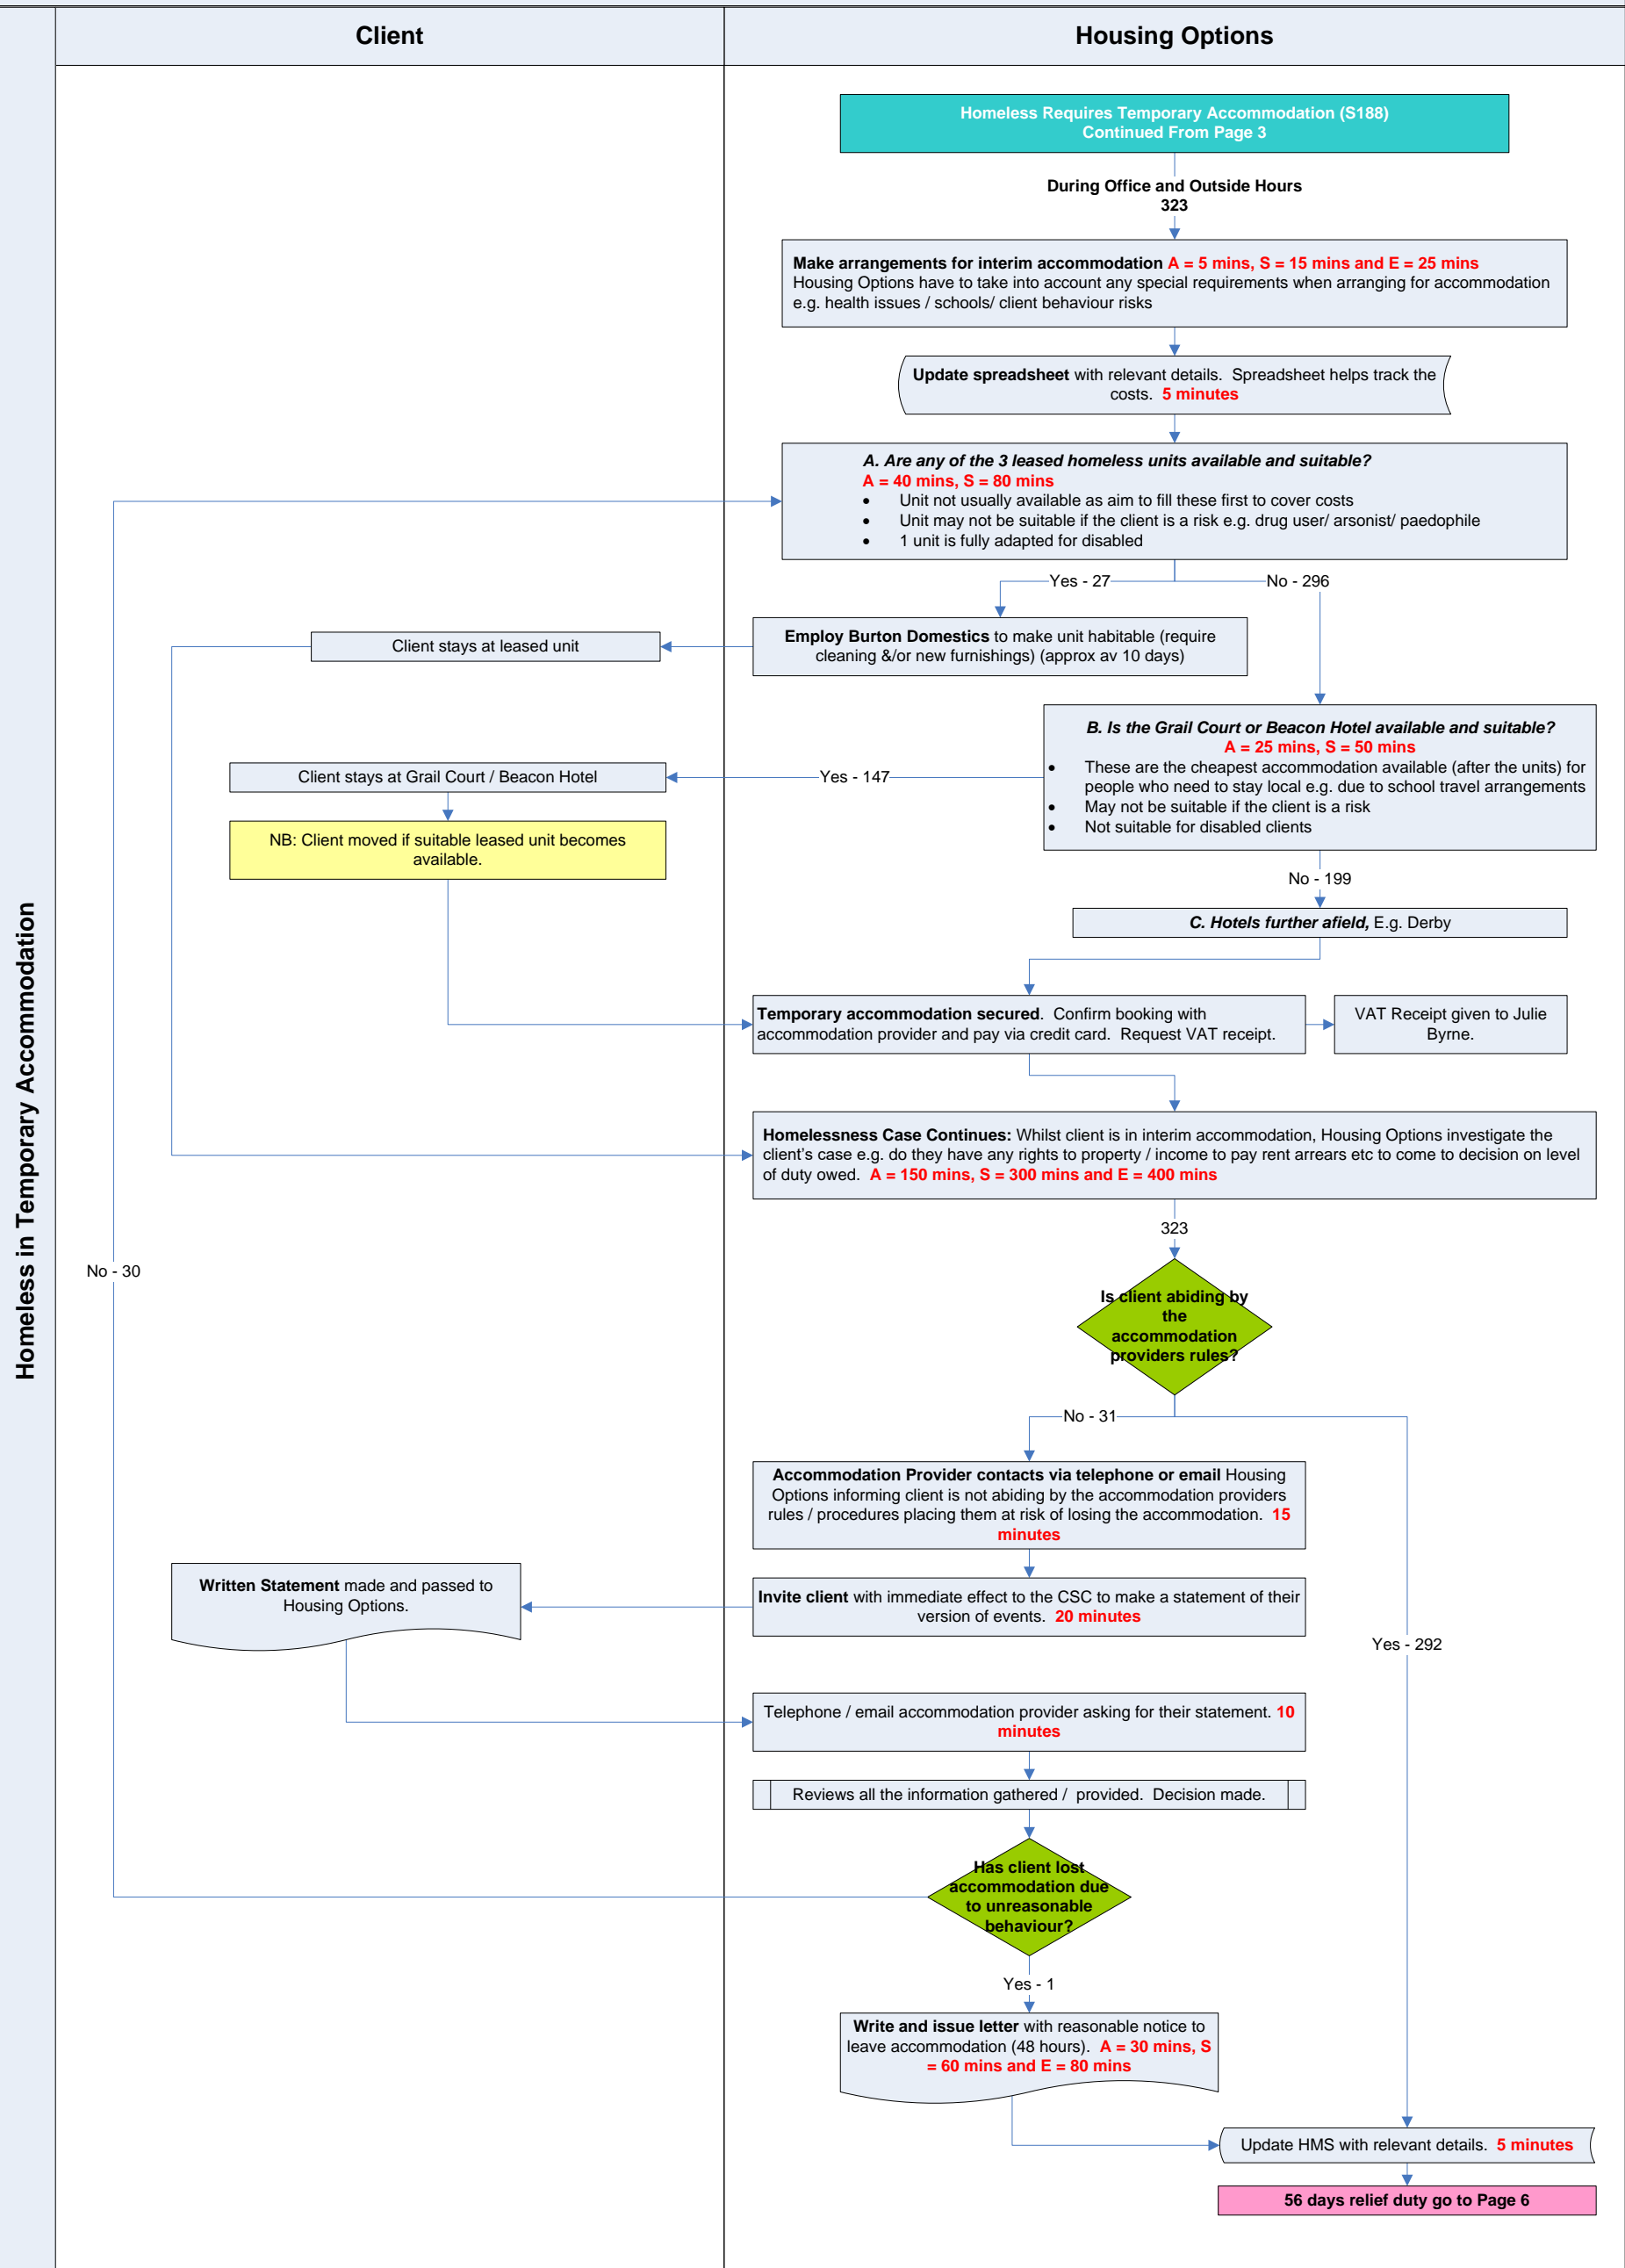 Client
Housing Options
Homeless in Temporary Accommodation
Homeless Requires Temporary Accommodation (S188)
Continued From Page 3
During Office and Outside Hours
323
Make arrangements for interim accommodation A = 5 mins, S = 15 mins and E = 25 mins
Housing Options have to take into account any special requirements when arranging for accommodation
e.g. health issues / schools/ client behaviour risks
Update spreadsheet with relevant details.  Spreadsheet helps track the
costs.  5 minutes
A. Are any of the 3 leased homeless units available and suitable?
A = 40 mins, S = 80 mins
• Unit not usually available as aim to fill these first to cover costs
• Unit may not be suitable if the client is a risk e.g. drug user/ arsonist/ paedophile
• 1 unit is fully adapted for disabled
Yes - 27
No - 296
Employ Burton Domestics to make unit habitable (require
cleaning &/or new furnishings) (approx av 10 days)
Client stays at leased unit
B. Is the Grail Court or Beacon Hotel available and suitable?
A = 25 mins, S = 50 mins
• These are the cheapest accommodation available (after the units) for
people who need to stay local e.g. due to school travel arrangements
• May not be suitable if the client is a risk
• Not suitable for disabled clients
Yes - 147
Client stays at Grail Court / Beacon Hotel
NB: Client moved if suitable leased unit becomes
available.
No - 199
C. Hotels further afield, E.g. Derby
Temporary accommodation secured.  Confirm booking with
accommodation provider and pay via credit card.  Request VAT receipt.
VAT Receipt given to Julie
Byrne.
Homelessness Case Continues: Whilst client is in interim accommodation, Housing Options investigate the
client's case e.g. do they have any rights to property / income to pay rent arrears etc to come to decision on level
of duty owed.  A = 150 mins, S = 300 mins and E = 400 mins
323
No - 30
Is client abiding by
the
accommodation
providers rules?
No - 31
Accommodation Provider contacts via telephone or email Housing
Options informing client is not abiding by the accommodation providers
rules / procedures placing them at risk of losing the accommodation.  15
minutes
Invite client with immediate effect to the CSC to make a statement of their
version of events.  20 minutes
Written Statement made and passed to
Housing Options.
Yes - 292
Telephone / email accommodation provider asking for their statement. 10
minutes
Reviews all the information gathered /  provided.  Decision made.
Has client lost
accommodation due
to unreasonable
behaviour?
Yes - 1
Write and issue letter with reasonable notice to
leave accommodation (48 hours).  A = 30 mins, S
= 60 mins and E = 80 mins
Update HMS with relevant details.  5 minutes
56 days relief duty go to Page 6